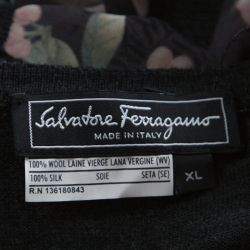 Salvatore Ferragamo
MADE IN ITALY
100% WOOL LAINE VIERGE LANA VERGINE (WV)
100% SILK SOIE SETA (SE)
R.N 136180843
XL